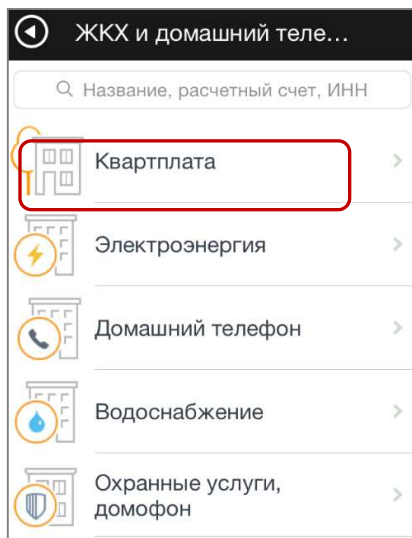 ЖКХ и домашний теле...
Название, расчетный счет, ИНН
Квартплата
Электроэнергия
Домашний телефон
Водоснабжение
Охранные услуги,
домофон